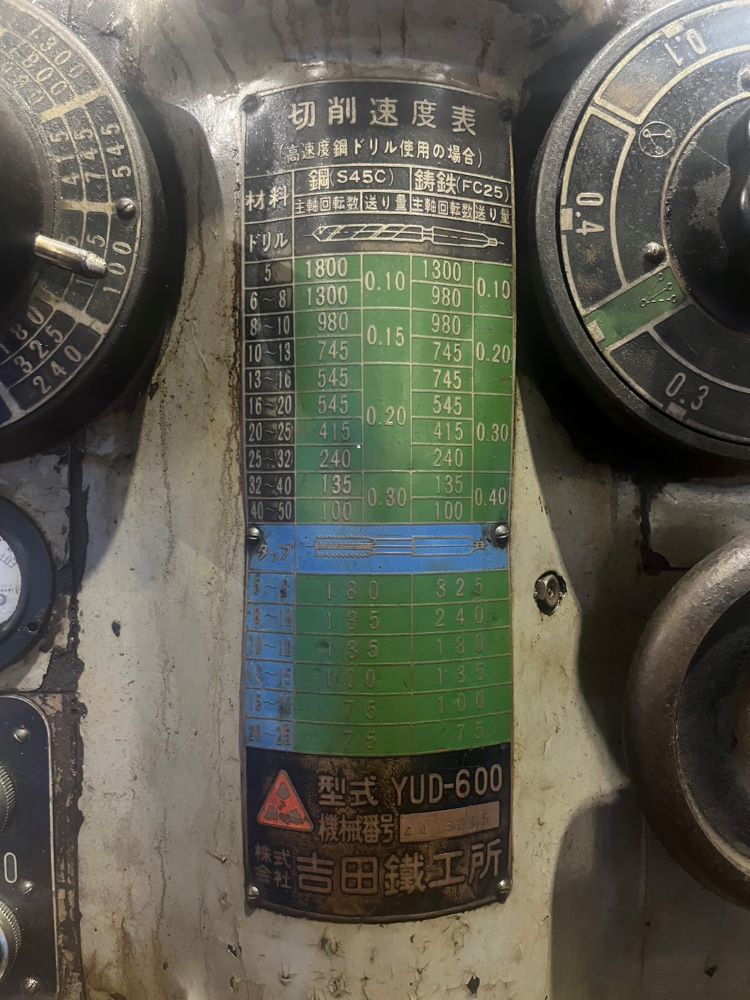 切削速度表
(高速度鋼ドリル使用の場合)
材料 鋼(S45C) 鋳鉄(FC25)
主軸回転数 送り量 主軸回転数 送り量
ドリル
5 1800 0.10 1300 0.10
6~8 1300 980
8~10 980 0.15 980 0.20
10~13 745 745
13~16 545 0.20 745
16~20 545 545 0.30
20~25 415 415
25~32 240 240
32~40 135 0.30 135 0.40
40~50 100 100
タップ
180 325
135 240
135 180
100 135
75 100
20~25 75 75
型式 YUD-600
機械番号
株式会社 吉田鐵工所
1300
1800
545
745
415
100
180
325
240
0.1
0.4
0.3
0